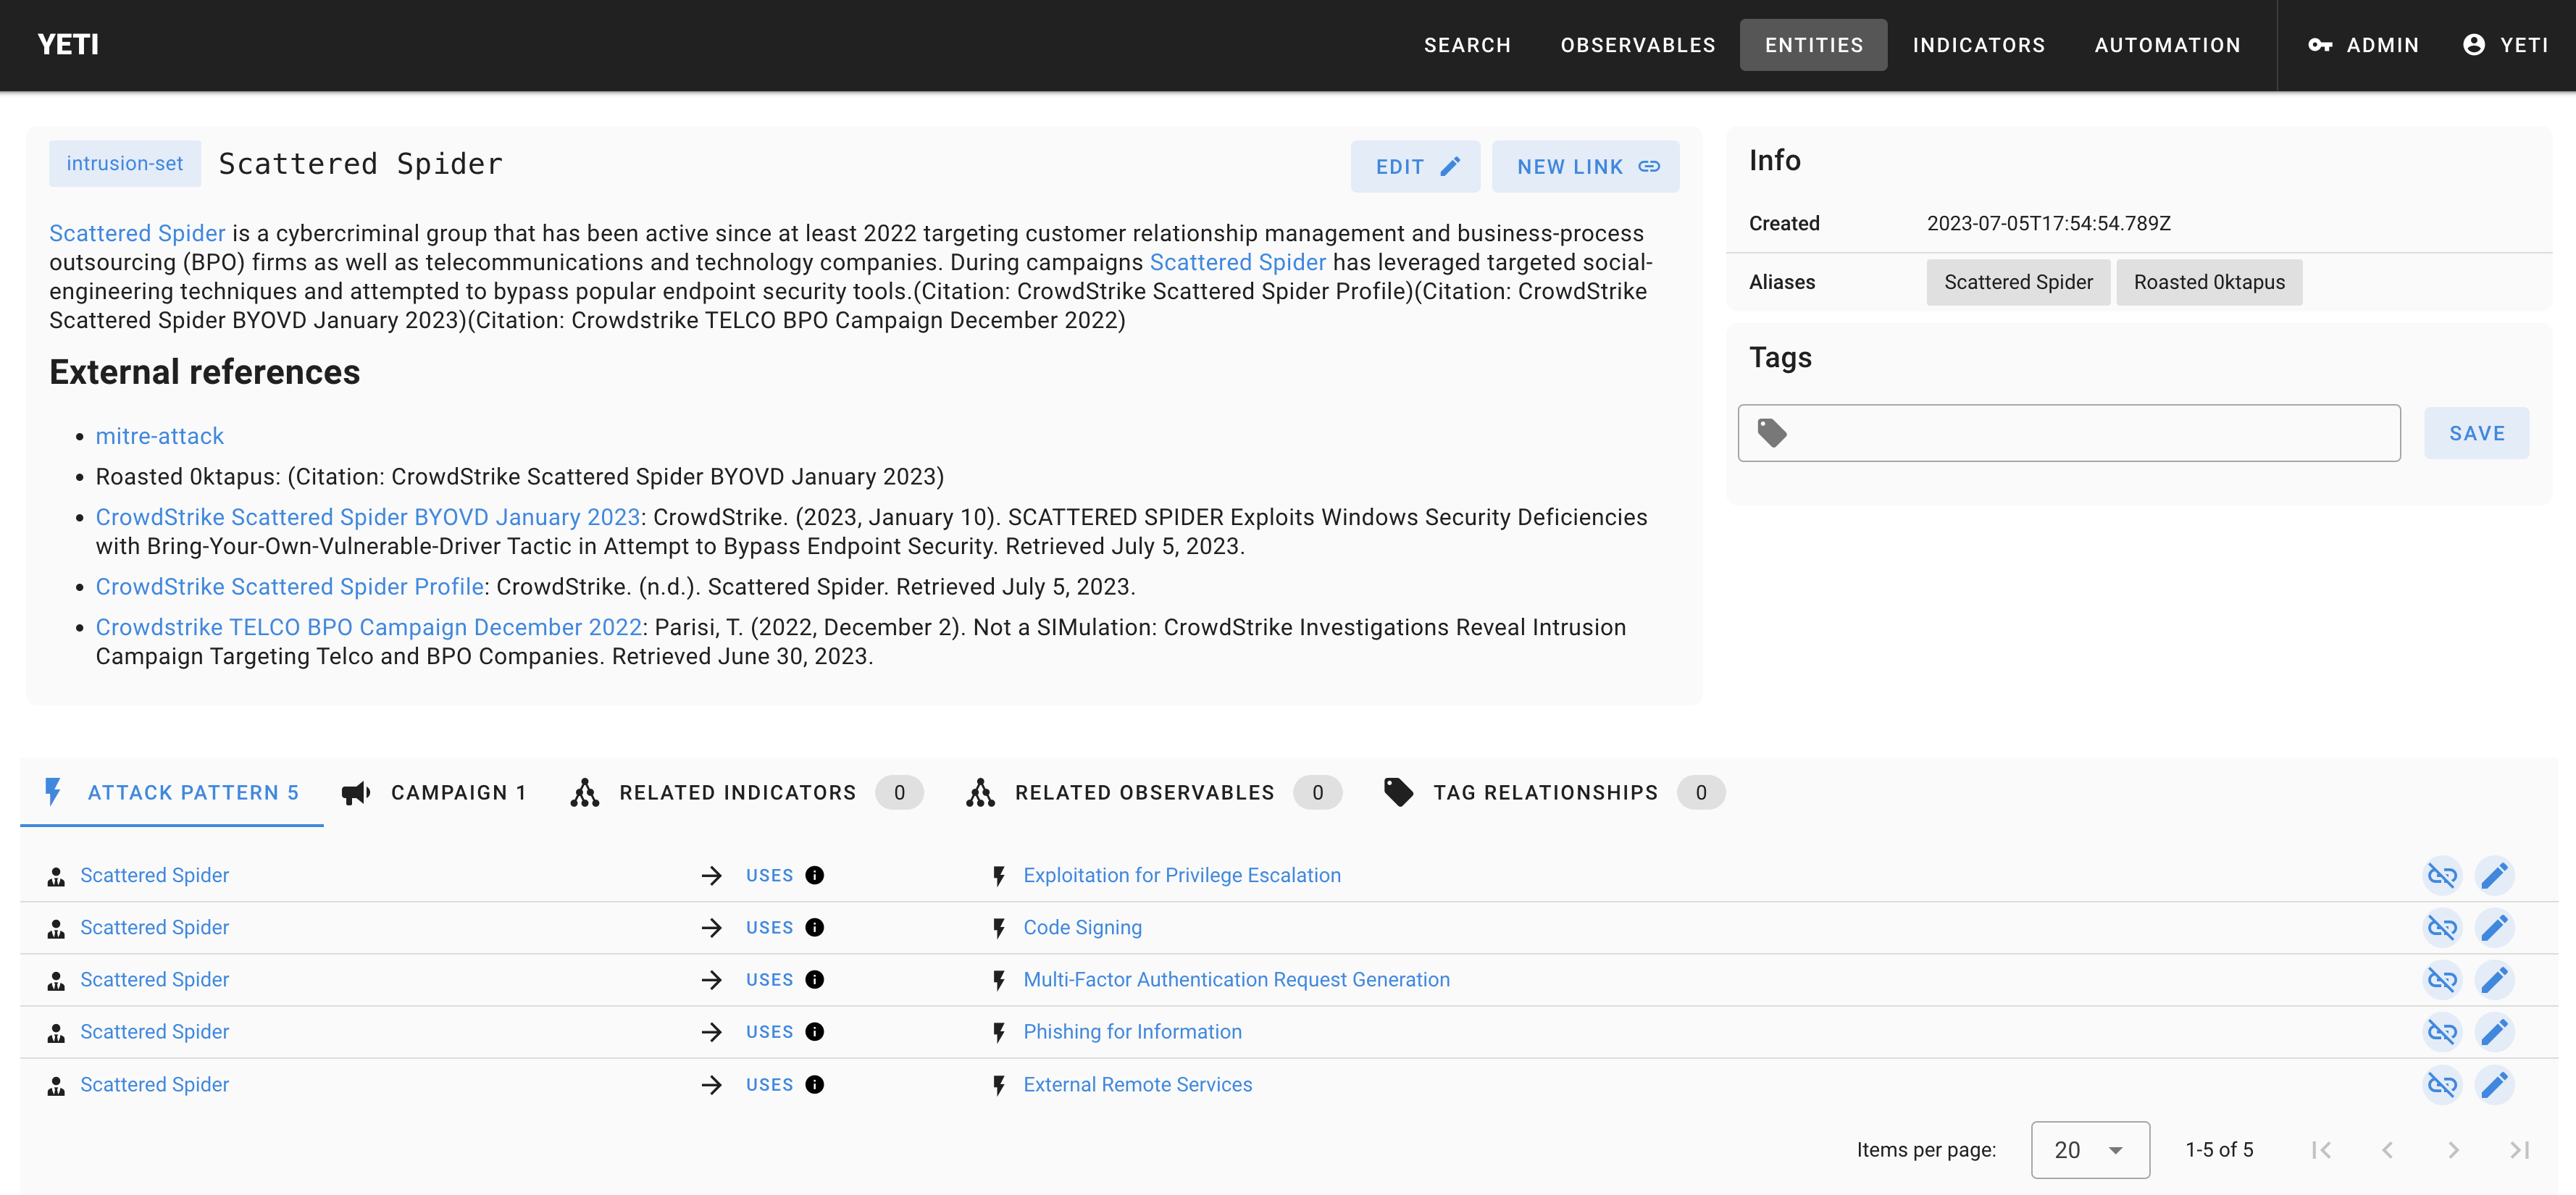 YETI
SEARCH OBSERVABLES ENTITIES INDICATORS AUTOMATION ADMIN YETI
intrusion-set Scattered Spider EDIT NEW LINK
Scattered Spider is a cybercriminal group that has been active since at least 2022 targeting customer relationship management and business-process
outsourcing (BPO) firms as well as telecommunications and technology companies. During campaigns Scattered Spider has leveraged targeted social-
engineering techniques and attempted to bypass popular endpoint security tools.(Citation: CrowdStrike Scattered Spider Profile)(Citation: CrowdStrike
Scattered Spider BYOVD January 2023)(Citation: Crowdstrike TELCO BPO Campaign December 2022)
External references
• mitre-attack
• Roasted 0ktapus: (Citation: CrowdStrike Scattered Spider BYOVD January 2023)
• CrowdStrike Scattered Spider BYOVD January 2023: CrowdStrike. (2023, January 10). SCATTERED SPIDER Exploits Windows Security Deficiencies
with Bring-Your-Own-Vulnerable-Driver Tactic in Attempt to Bypass Endpoint Security. Retrieved July 5, 2023.
• CrowdStrike Scattered Spider Profile: CrowdStrike. (n.d.). Scattered Spider. Retrieved July 5, 2023.
• Crowdstrike TELCO BPO Campaign December 2022: Parisi, T. (2022, December 2). Not a SIMulation: CrowdStrike Investigations Reveal Intrusion
Campaign Targeting Telco and BPO Companies. Retrieved June 30, 2023.
Info
Created 2023-07-05T17:54:54.789Z
Aliases Scattered Spider Roasted 0ktapus
Tags
SAVE
ATTACK PATTERN 5 CAMPAIGN 1 RELATED INDICATORS 0 RELATED OBSERVABLES 0 TAG RELATIONSHIPS 0
Scattered Spider USES Exploitation for Privilege Escalation
Scattered Spider USES Code Signing
Scattered Spider USES Multi-Factor Authentication Request Generation
Scattered Spider USES Phishing for Information
Scattered Spider USES External Remote Services
Items per page: 20 1-5 of 5